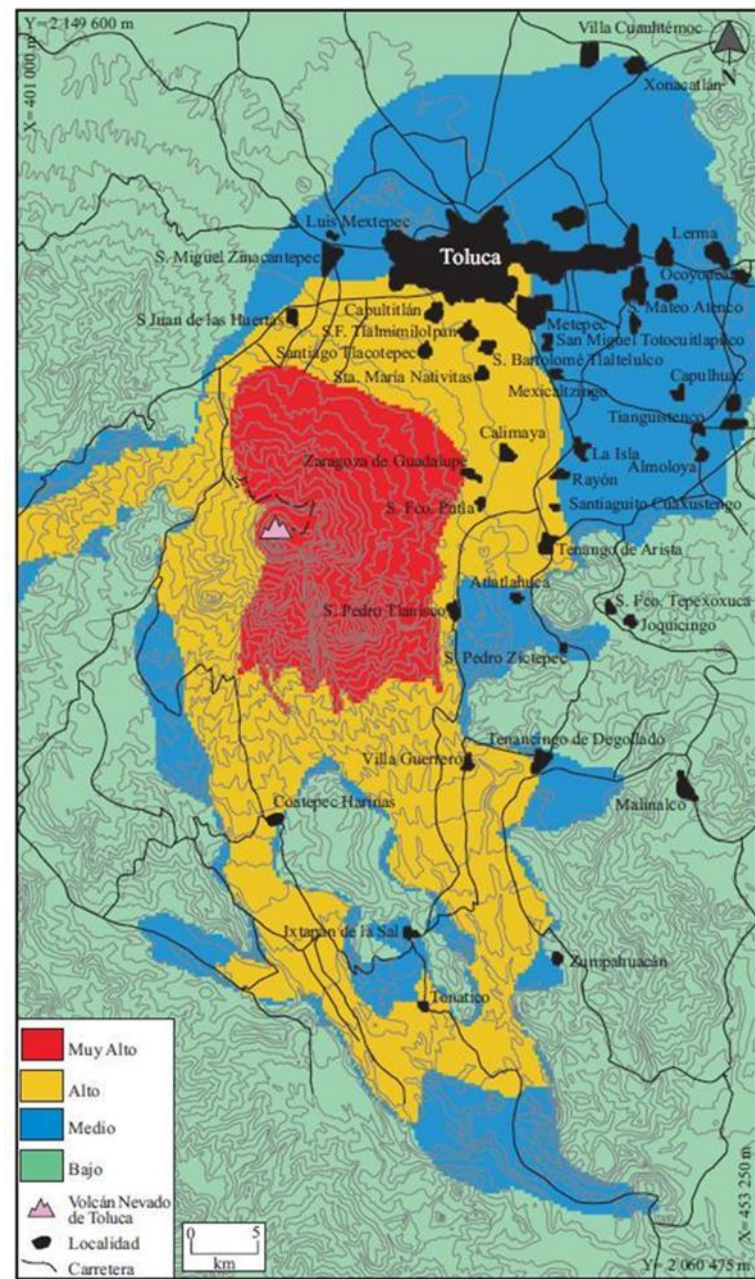 Y= 2 149 600 m
X= 401 000 m
Villa Cuauhtémoc
N
Xonacatlán
S. Luis Mextepec
S. Miguel Zinacantepec
Toluca
Lerma
Ocoyoacac
S. Mateo Atenco
S Juan de las Huertas
Capultitlán
Metepec
S.F. Tlalmimilolpán
San Miguel Totocuitlapilco
Santiago Tlacotepec
S. Bartolomé Tlaltelulco
Sta. María Nativitas
Mexicaltzingo
Capulhuac
Tianguistenco
Calimaya
La Isla
Almoloya
Zaragoza de Guadalupe
Rayón
S. Fco. Putla
Santiaguito Cuaxustengo
Tenango de Arista
Atlatlahuca
S. Pedro Tlanisco
S. Fco. Tepexoxuca
Joquicingo
S. Pedro Zictepec
Tenancingo de Degollado
Villa Guerrero
Malinalco
Coatepec Harinas
Ixtapan de la Sal
Zumpahuacán
Tonatico
Muy Alto
Alto
Medio
Bajo
Volcán Nevado
de Toluca
Localidad
Carretera
0 5
km
X= 453 250 m
Y= 2 060 475 m